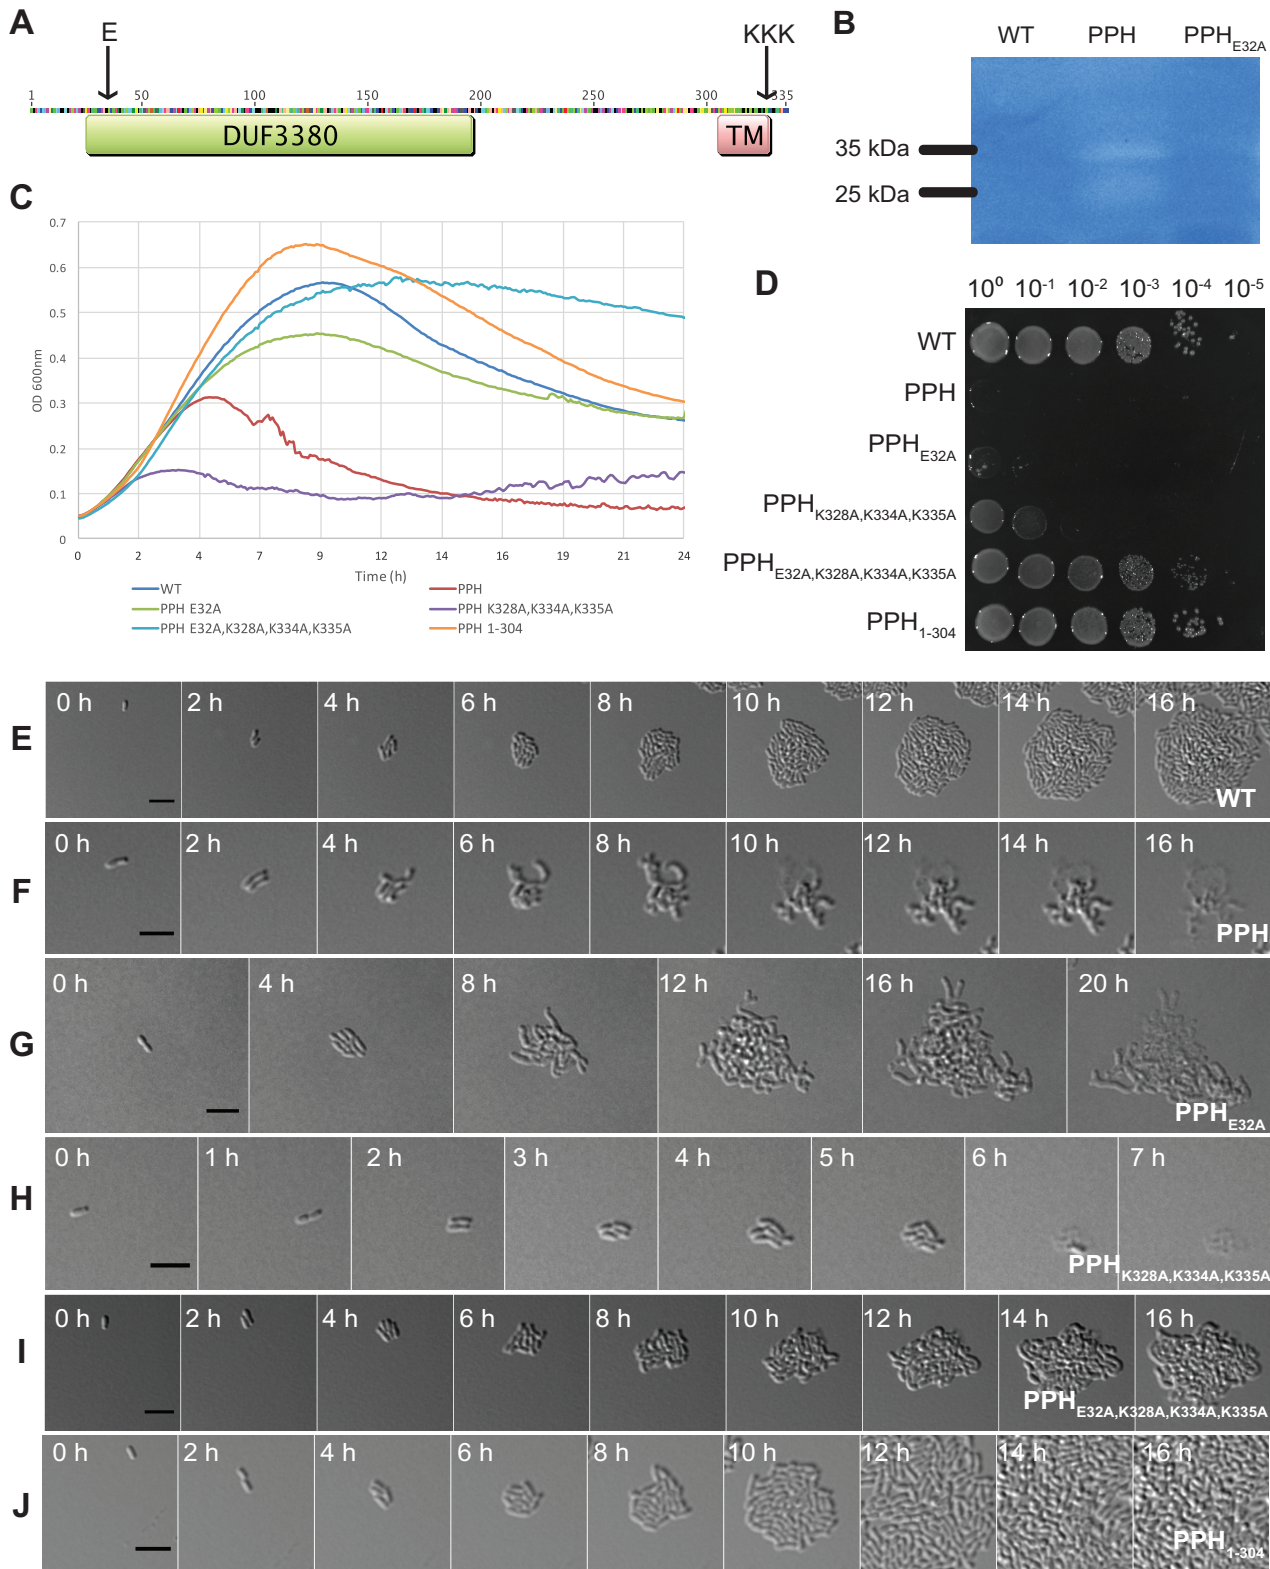 A
E
KKK
1 50 100 150 200 250 300 335
DUF3380
TM
B
WT PPH PPH E32A
35 kDa
25 kDa
C
0.7
0.6
0.5
0.4
0.3
0.2
0.1
0
OD 600nm
0 2 4 7 9 12 14 16 19 21 24
Time (h)
WT
PPH
PPH E32A
PPH K328A,K334A,K335A
PPH E32A,K328A,K334A,K335A
PPH 1-304
D
10⁰ 10⁻¹ 10⁻² 10⁻³ 10⁻⁴ 10⁻⁵
WT
PPH
PPH E32A
PPH K328A,K334A,K335A
PPH E32A,K328A,K334A,K335A
PPH 1-304
E
0 h 2 h 4 h 6 h 8 h 10 h 12 h 14 h 16 h
WT
F
0 h 2 h 4 h 6 h 8 h 10 h 12 h 14 h 16 h
PPH
G
0 h 4 h 8 h 12 h 16 h 20 h
PPH E32A
H
0 h 1 h 2 h 3 h 4 h 5 h 6 h 7 h
PPH K328A,K334A,K335A
I
0 h 2 h 4 h 6 h 8 h 10 h 12 h 14 h 16 h
PPH E32A,K328A,K334A,K335A
J
0 h 2 h 4 h 6 h 8 h 10 h 12 h 14 h 16 h
PPH 1-304